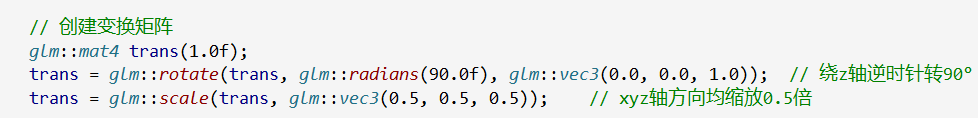 // 创建变换矩阵
glm::mat4 trans(1.0f);
trans = glm::rotate(trans, glm::radians(90.0f), glm::vec3(0.0, 0.0, 1.0));  // 绕z轴逆时针转90°
trans = glm::scale(trans, glm::vec3(0.5, 0.5, 0.5));    // xyz轴方向均缩放0.5倍